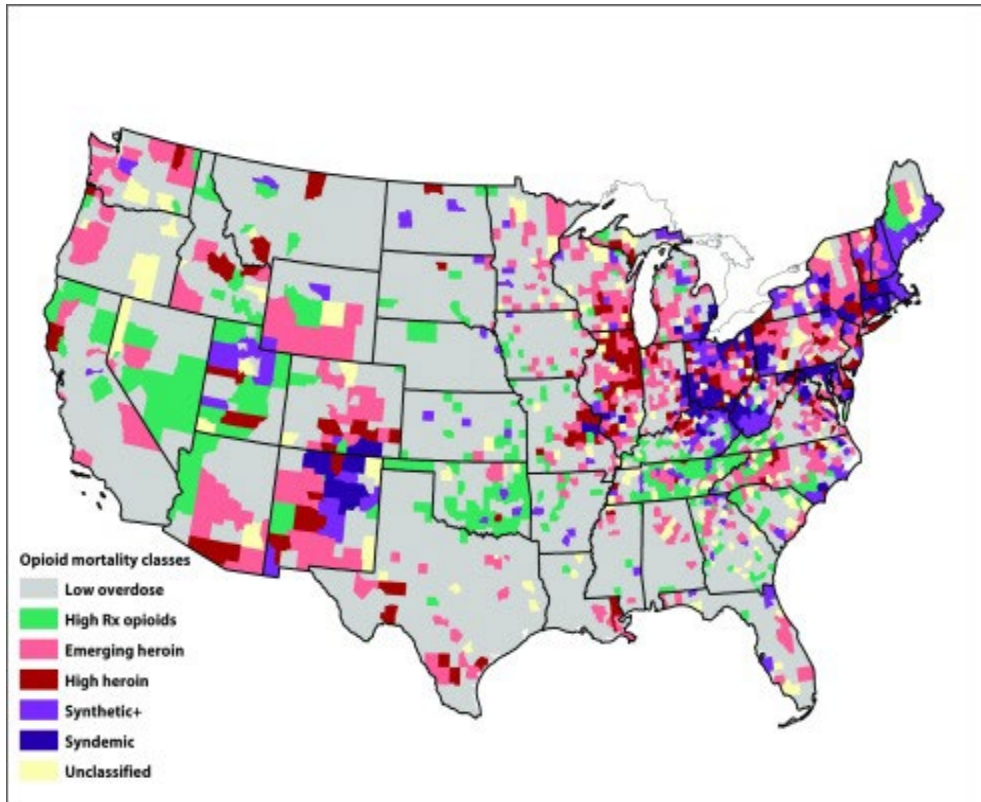 Opioid mortality classes
Low overdose
High Rx opioids
Emerging heroin
High heroin
Synthetic+
Syndemic
Unclassified